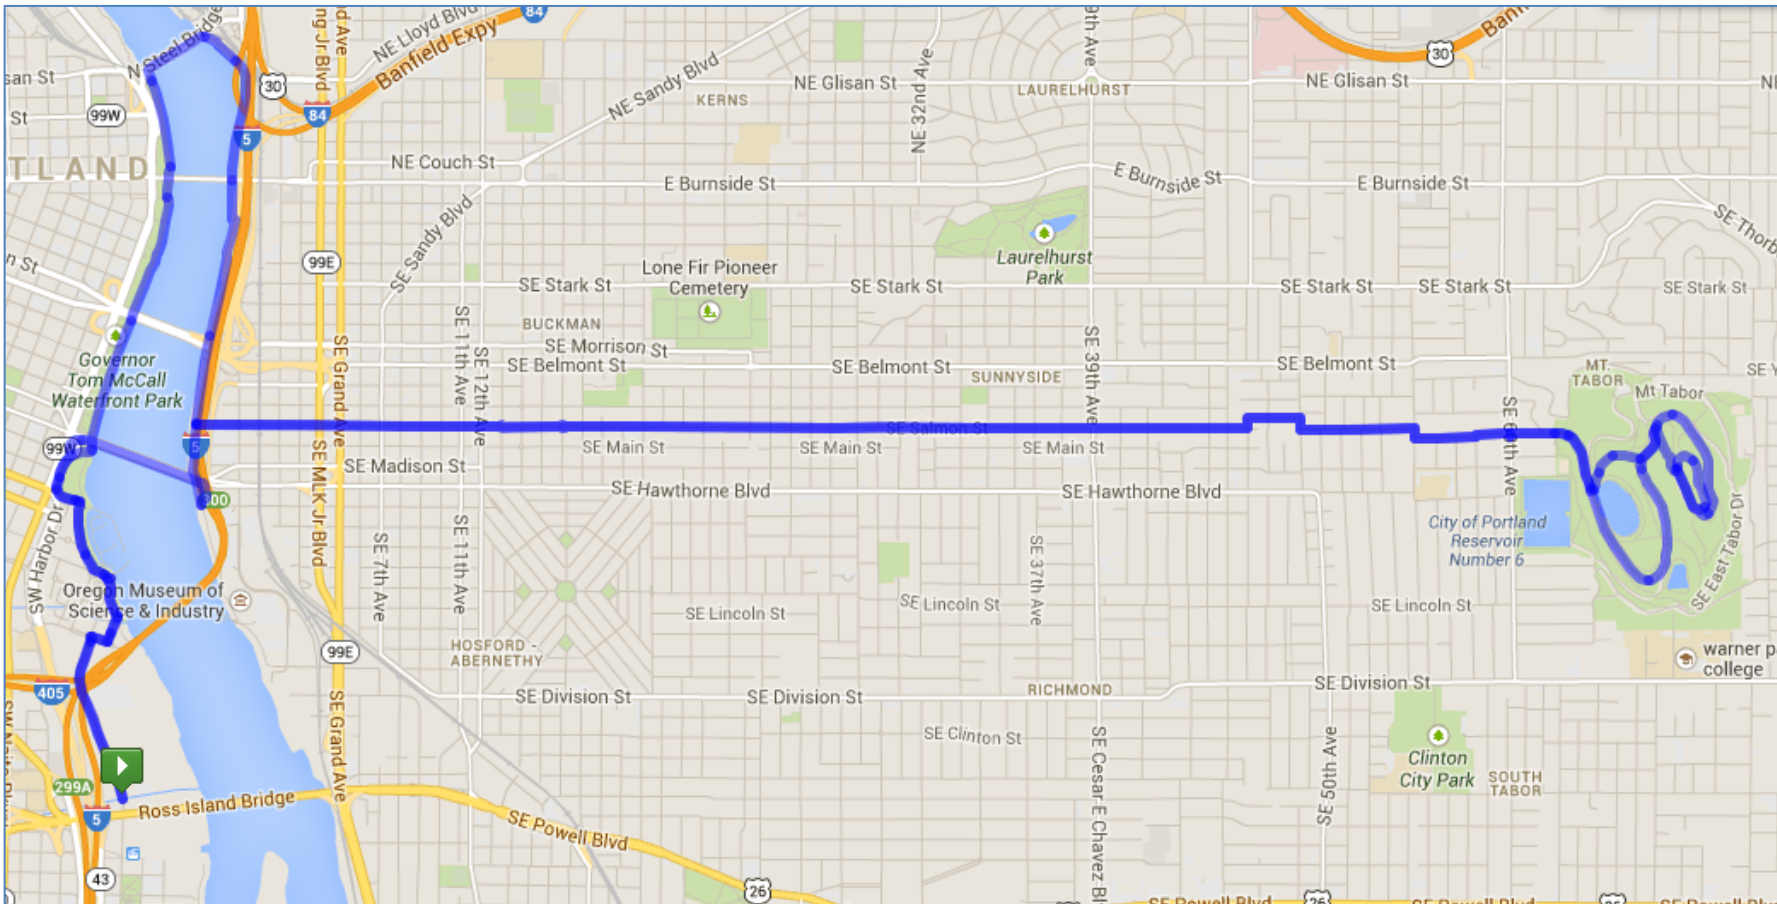 N Steel Bridge
NE Lloyd Blvd
84
Banfield Expy
30
30
NE Sandy Blvd
NE Glisan St
NE Glisan St
KERNS
LAURELHURST
NE 32nd Ave
99W
St
84
5
TLAND
NE Couch St
E Burnside St
E Burnside St
E Burnside St
SE Sandy Blvd
99E
Lone Fir Pioneer
Cemetery
Laurelhurst
Park
SE Stark St
SE Stark St
SE Stark St
SE Stark St
SE Stark St
BUCKMAN
SE Morrison St
SE Belmont St
SE Belmont St
SE Belmont St
SUNNYSIDE
SE 11th Ave
SE 12th Ave
SE Grand Ave
SE 39th Ave
Governor
Tom McCall
Waterfront Park
MT.
TABOR
Mt Tabor
SE Salmon St
99W
5
SE Main St
SE Main St
SE Main St
SE Madison St
SE MLK Jr Blvd
SE 60th Ave
300
SE Hawthorne Blvd
SE Hawthorne Blvd
SW Harbor Dr
City of Portland
Reservoir
Number 6
SE East Tabor Dr
SE 7th Ave
SE 11th Ave
SE 37th Ave
Oregon Museum of
Science & Industry
SE Lincoln St
SE Lincoln St
SE Lincoln St
HOSFORD -
ABERNETHY
99E
warner p
college
405
SE Division St
SE Division St
RICHMOND
SE Division St
SE Grand Ave
SE Clinton St
SE Cesar E Chavez Bl
SE 50th Ave
Clinton
City Park
SOUTH
TABOR
299A
Ross Island Bridge
5
SE Powell Blvd
43
26
SE Powell Blvd
26
SE Powell Blvd